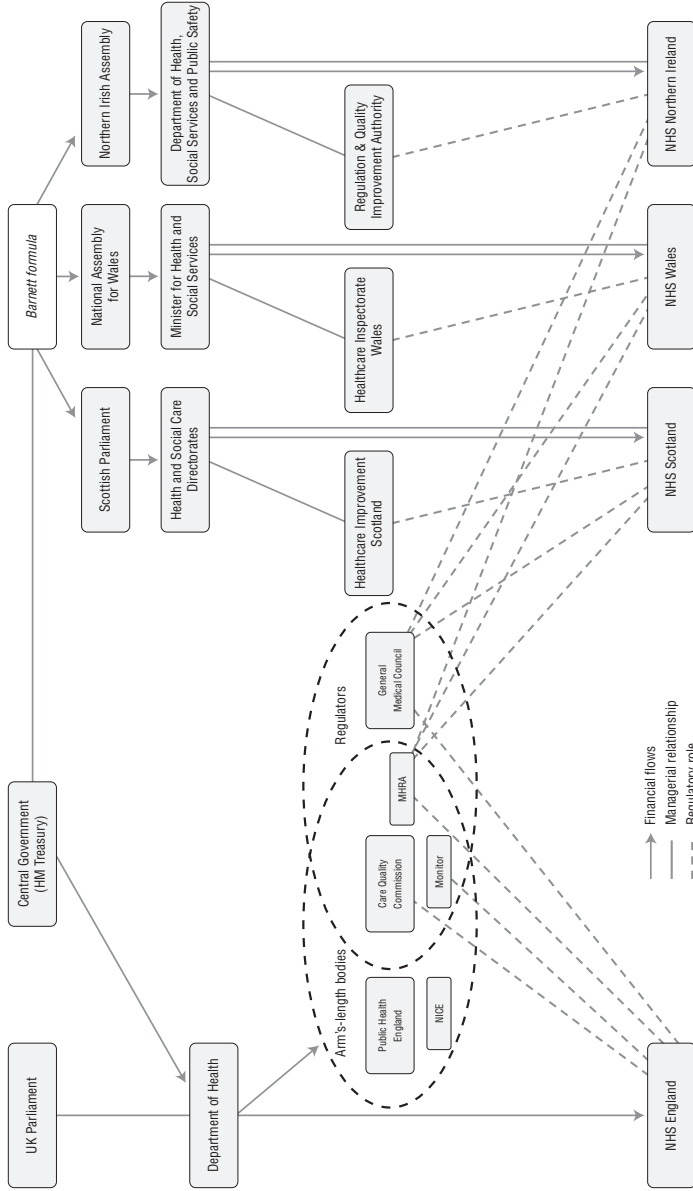 UK Parliament
Central Government
(HM Treasury)
Barnett formula
Scottish Parliament
National Assembly
for Wales
Northern Irish Assembly
Department of Health
Health and Social Care
Directorates
Minister for Health and
Social Services
Department of Health,
Social Services and Public Safety
Arm's-length bodies
Regulators
Public Health
England
Care Quality
Commission
General
Medical Council
NICE
Monitor
MHRA
Healthcare Improvement
Scotland
Healthcare Inspectorate
Wales
Regulation & Quality
Improvement Authority
NHS England
NHS Scotland
NHS Wales
NHS Northern Ireland
Financial flows
Managerial relationship
Regulatory role